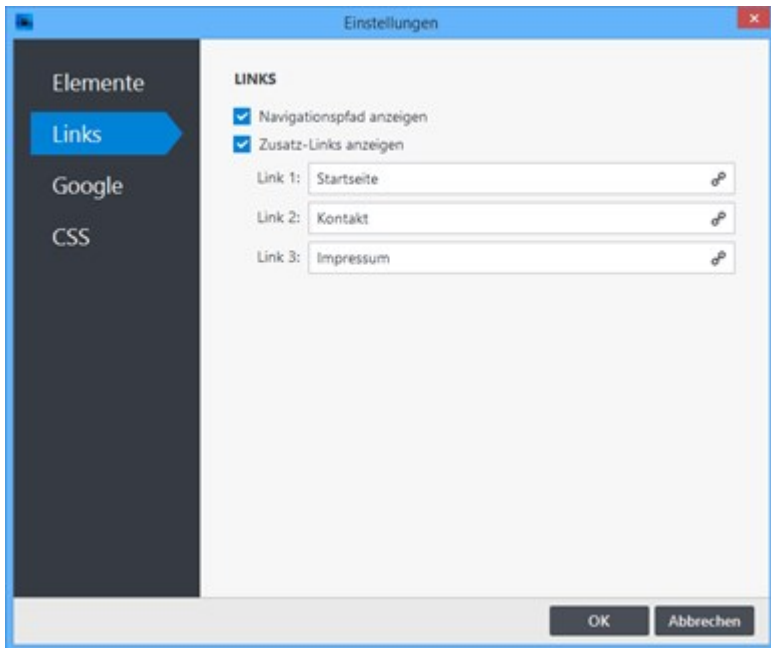 Einstellungen
Elemente
Links
Google
CSS
LINKS
Navigationspfad anzeigen
Zusatz-Links anzeigen
Link 1: Startseite
Link 2: Kontakt
Link 3: Impressum
OK Abbrechen